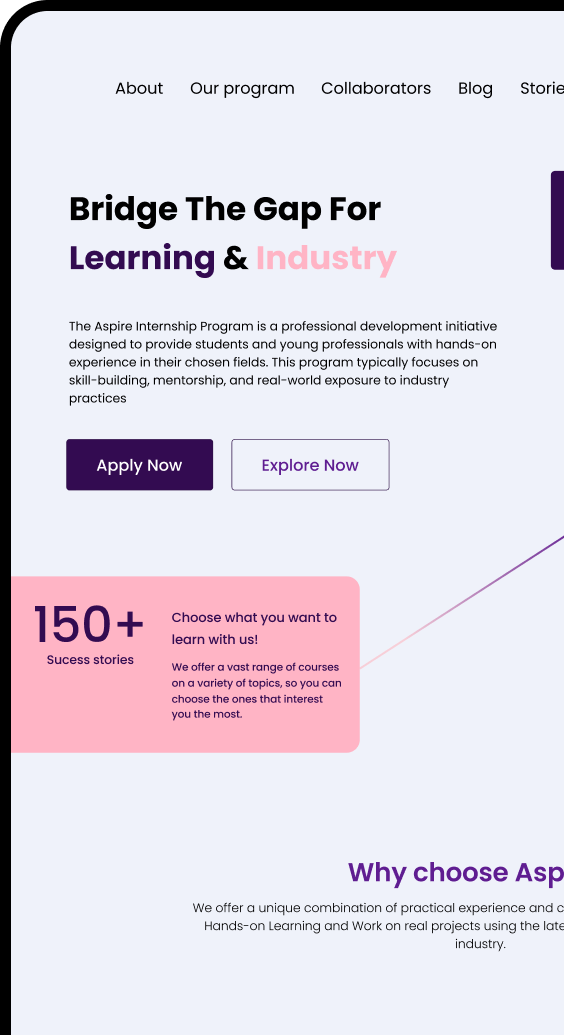 About Our program Collaborators Blog Storie
Bridge The Gap For
Learning & Industry
The Aspire Internship Program is a professional development initiative
designed to provide students and young professionals with hands-on
experience in their chosen fields. This program typically focuses on
skill-building, mentorship, and real-world exposure to industry
practices
Apply Now Explore Now
150+
Sucess stories
Choose what you want to
learn with us!
We offer a vast range of courses
on a variety of topics, so you can
choose the ones that interest
you the most.
Why choose Asp
We offer a unique combination of practical experience and c
Hands-on Learning and Work on real projects using the late
industry.